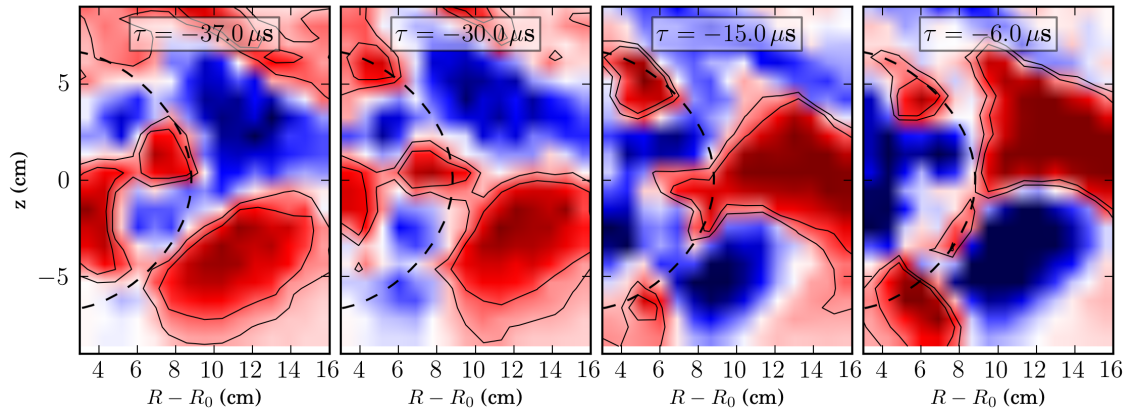 τ = −37.0 μs τ = −30.0 μs τ = −15.0 μs τ = −6.0 μs
5
0
−5
z (cm)
4 6 8 10 12 14 16 4 6 8 10 12 14 16 4 6 8 10 12 14 16 4 6 8 10 12 14 16
R − R₀ (cm) R − R₀ (cm) R − R₀ (cm) R − R₀ (cm)